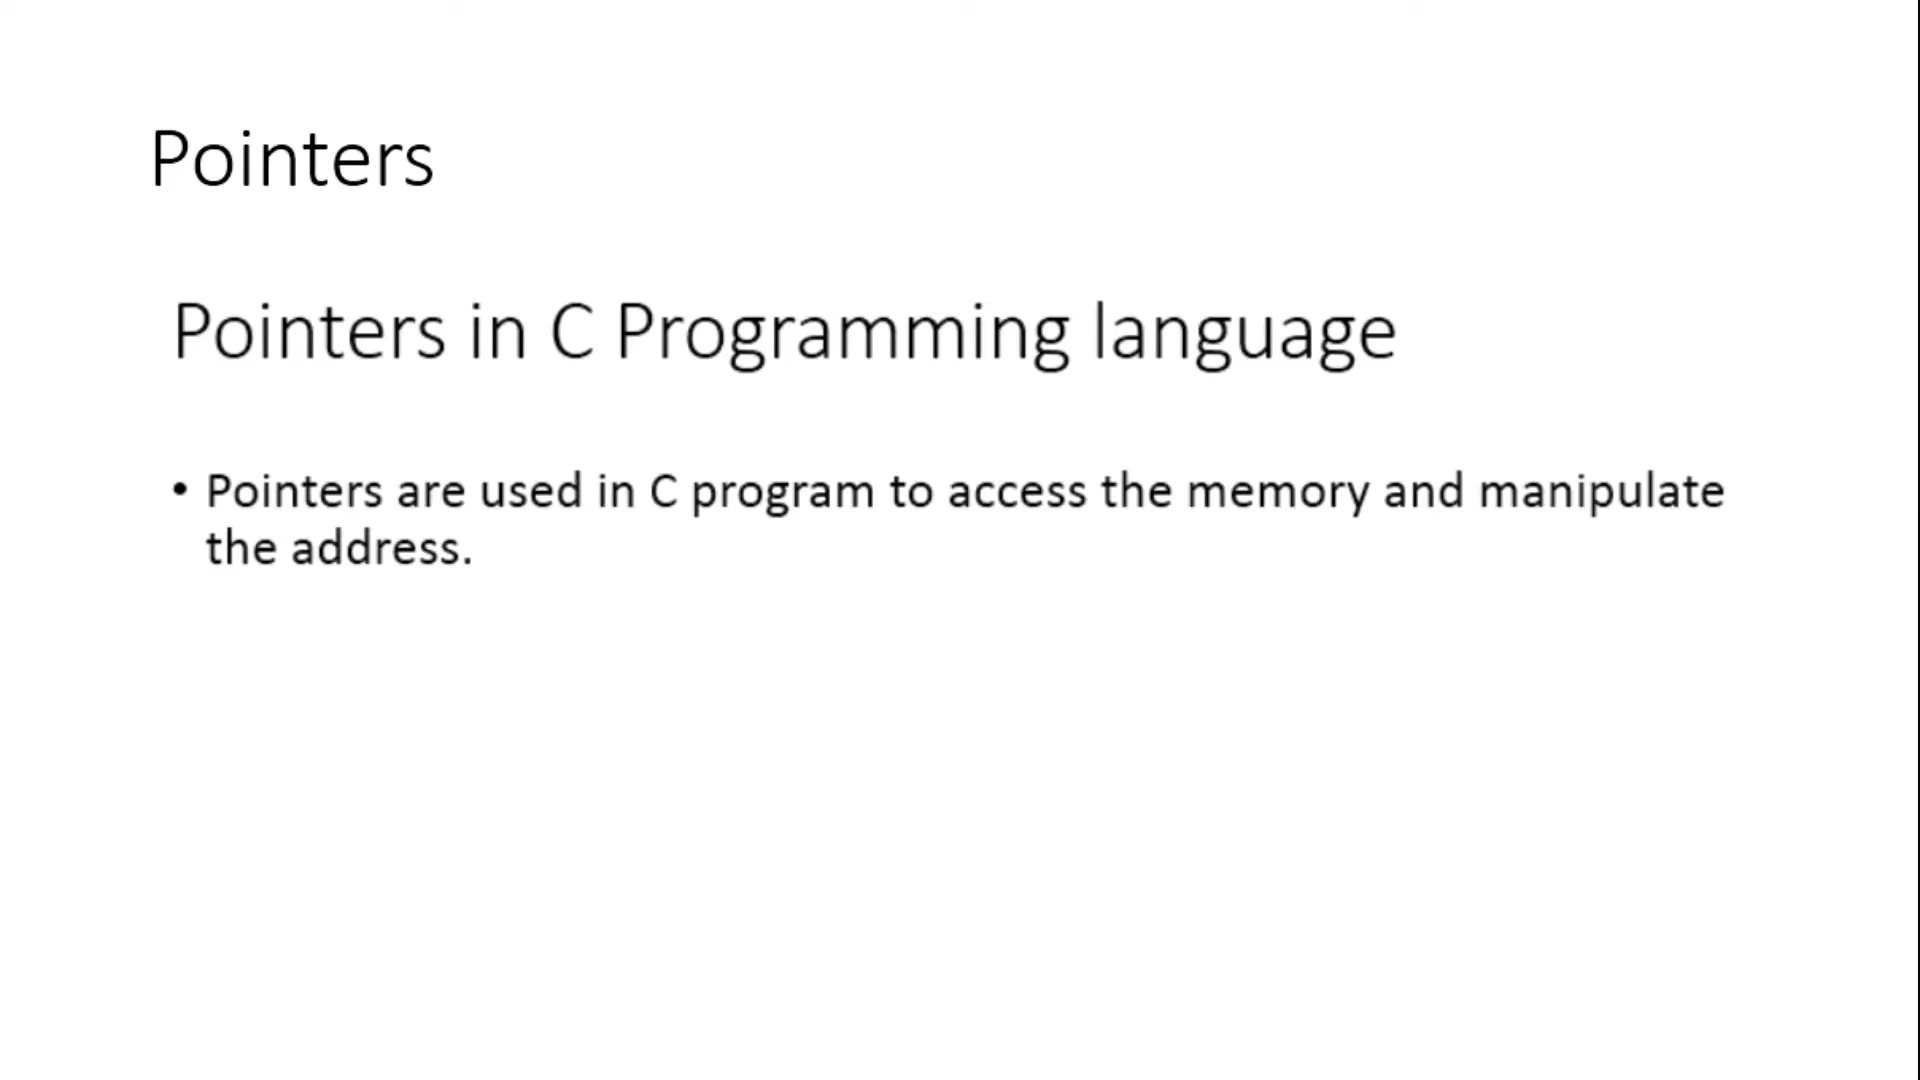 Pointers
Pointers in C Programming language
• Pointers are used in C program to access the memory and manipulate
the address.